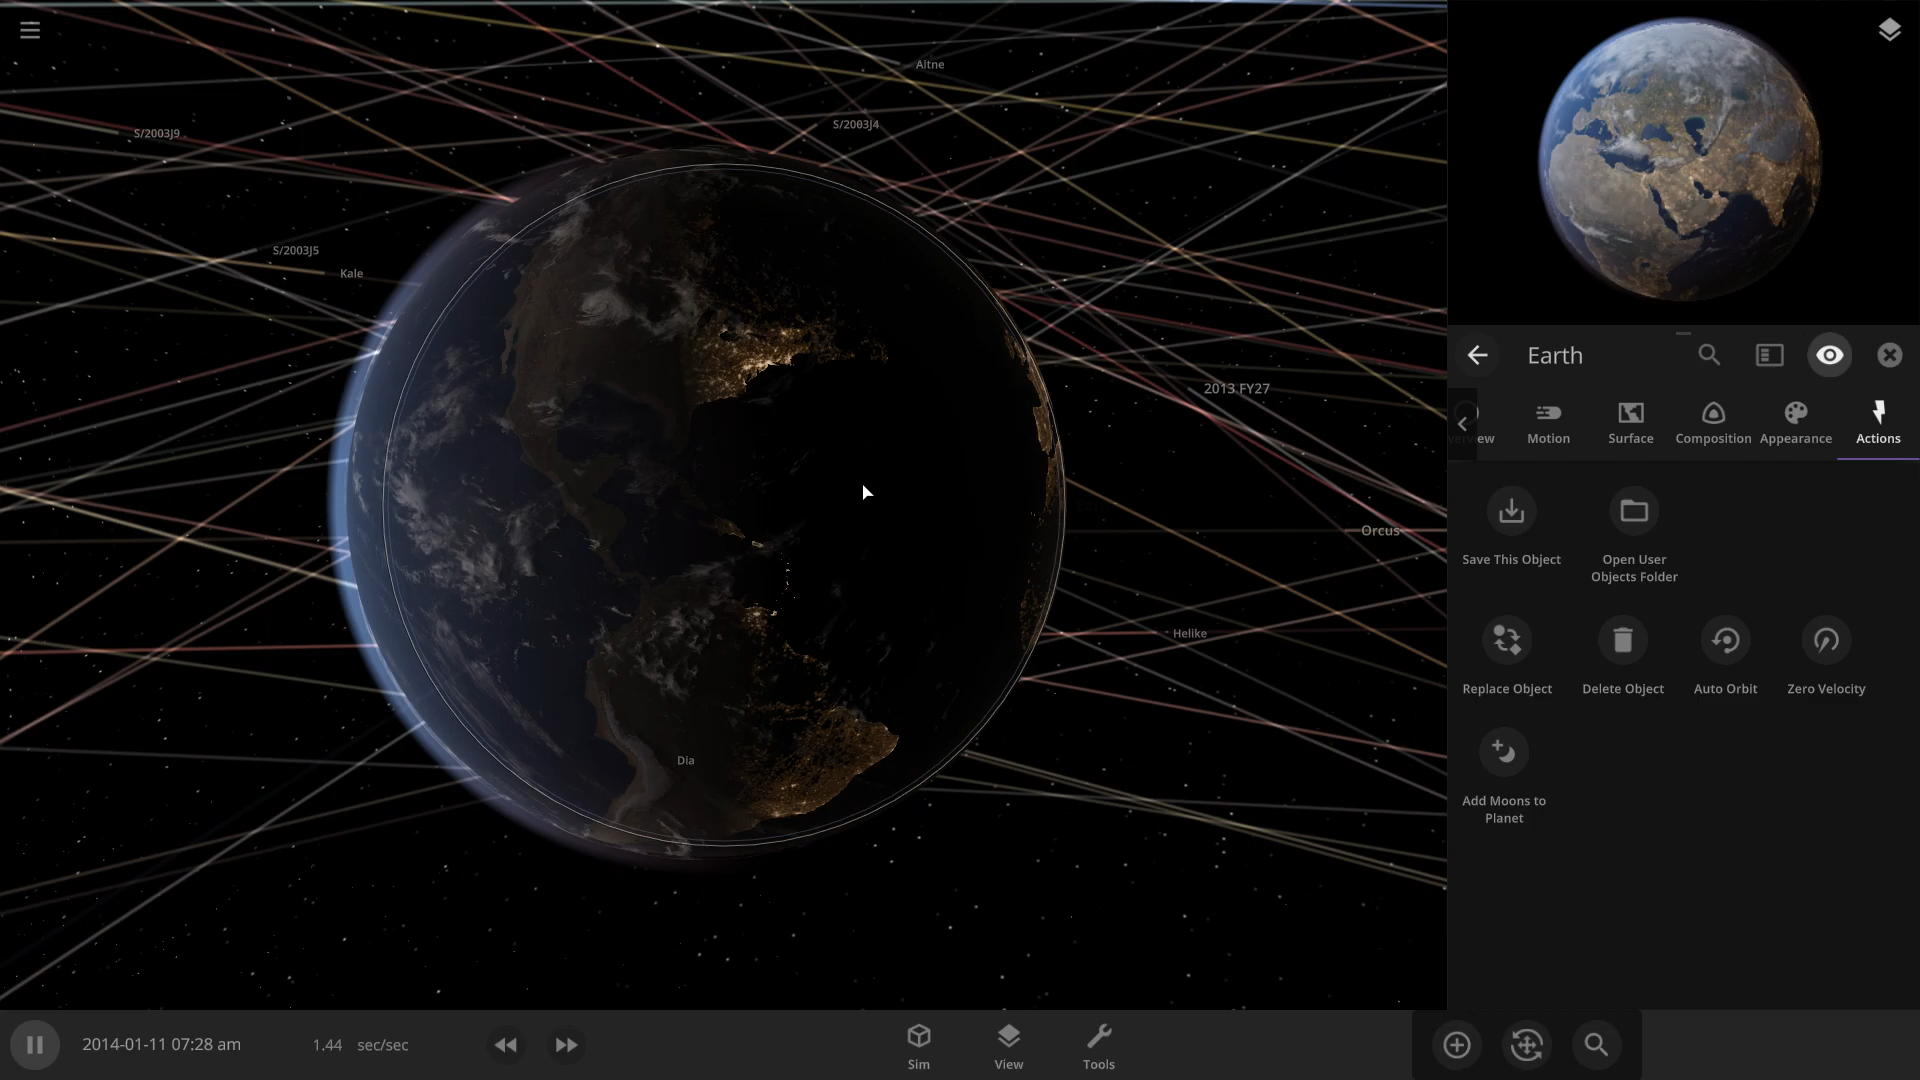 Aitne
S/2003J9
S/2003J4
S/2003J5
Kale
2013 FY27
Orcus
Helike
Dia
Earth
verview
Motion
Surface
Composition
Appearance
Actions
Save This Object
Open User
Objects Folder
Replace Object
Delete Object
Auto Orbit
Zero Velocity
Add Moons to
Planet
2014-01-11 07:28 am
1.44 sec/sec
Sim
View
Tools